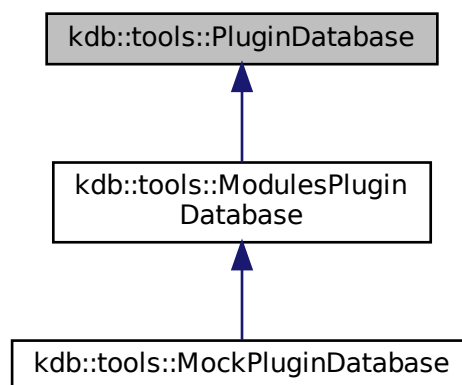 kdb::tools::PluginDatabase
kdb::tools::ModulesPlugin
Database
kdb::tools::MockPluginDatabase